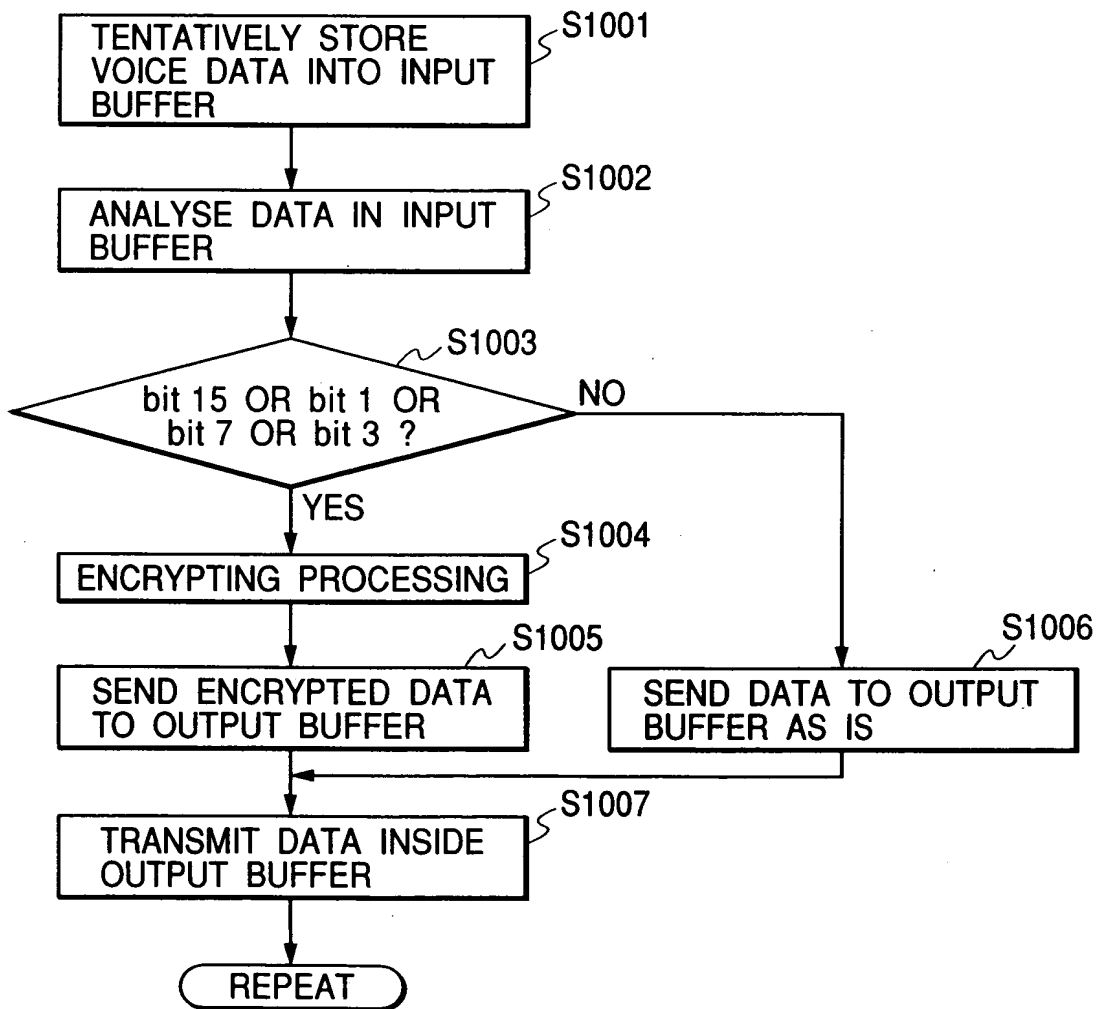 S1001
TENTATIVELY STORE
VOICE DATA INTO INPUT
BUFFER
S1002
ANALYSE DATA IN INPUT
BUFFER
S1003
bit 15 OR bit 1 OR
bit 7 OR bit 3 ?
NO
YES
S1004
ENCRYPTING PROCESSING
S1005
SEND ENCRYPTED DATA
TO OUTPUT BUFFER
S1006
SEND DATA TO OUTPUT
BUFFER AS IS
S1007
TRANSMIT DATA INSIDE
OUTPUT BUFFER
REPEAT